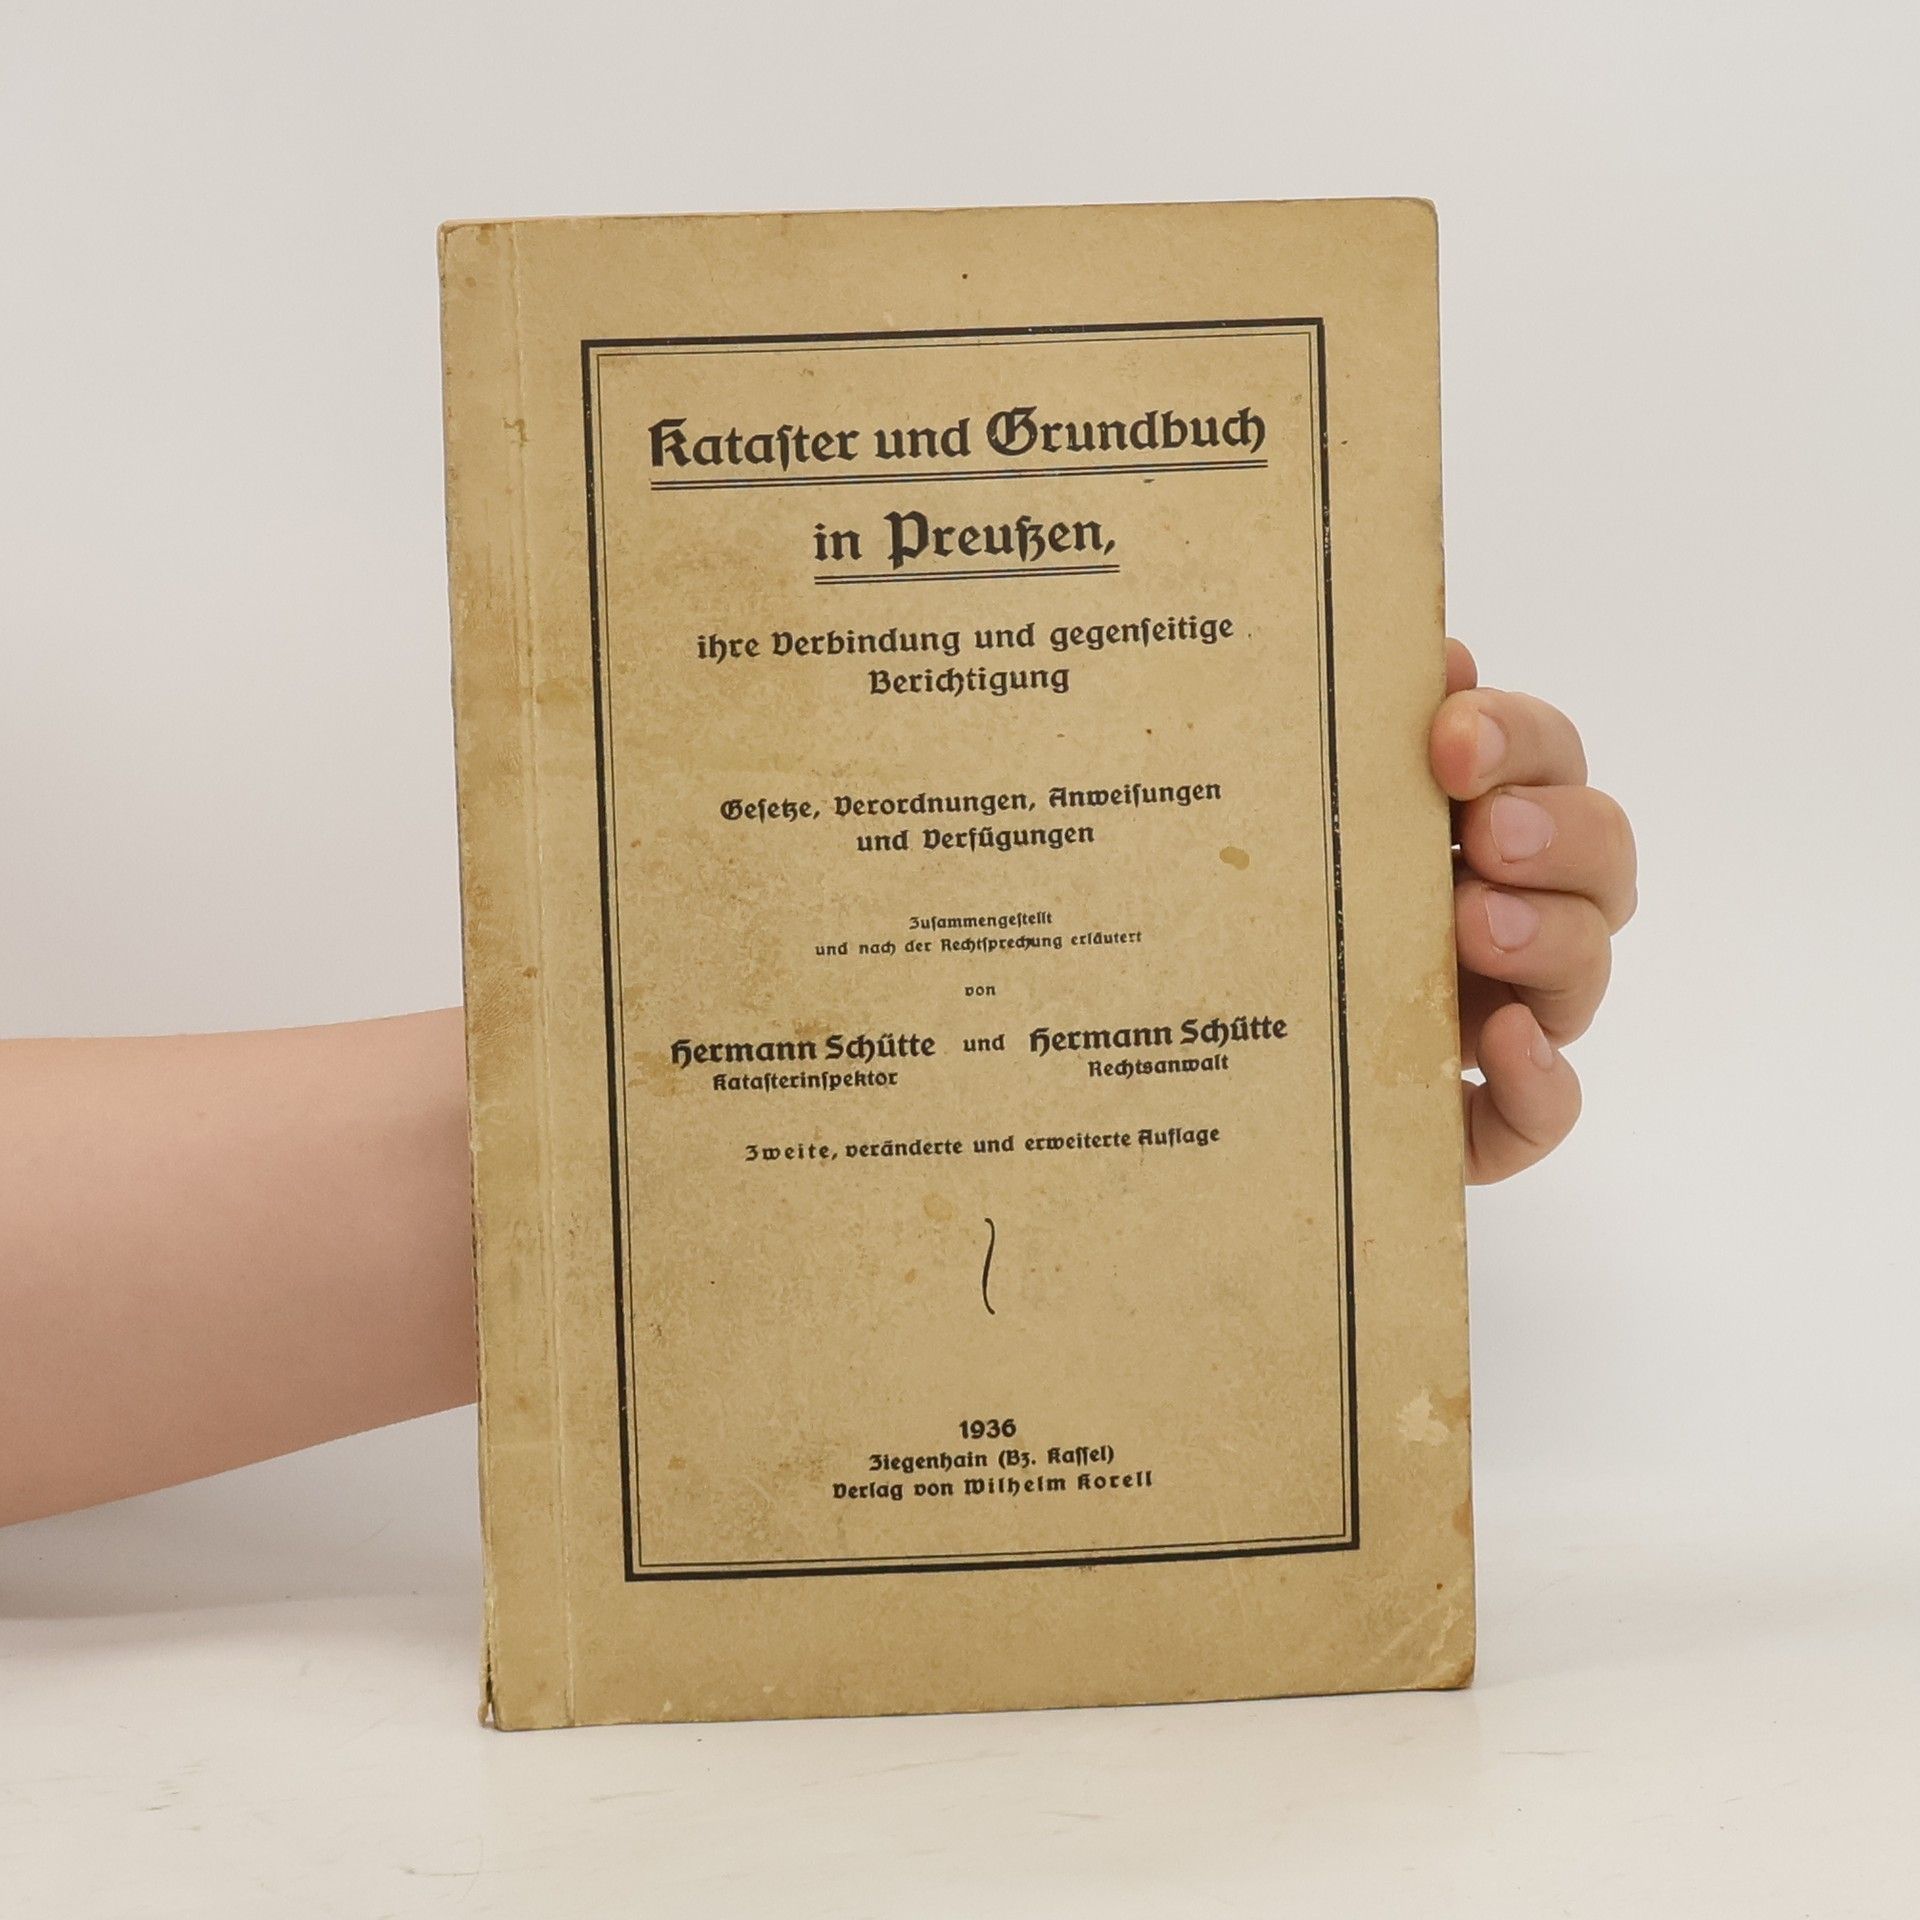 Kataſter und Grundbuch
in Preußen,
ihre Verbindung und gegenſeitige
Berichtigung
Geſetze, Verordnungen, Anweiſungen
und Verfügungen
Zuſammengeſtellt
und nach der Rechtſprechung erläutert
von
Hermann Schütte und Hermann Schütte
Kataſterinſpektor Rechtsanwalt
Zweite, veränderte und erweiterte Auflage
1936
Ziegenhain (Bz. Kaſſel)
Verlag von Wilhelm Korell